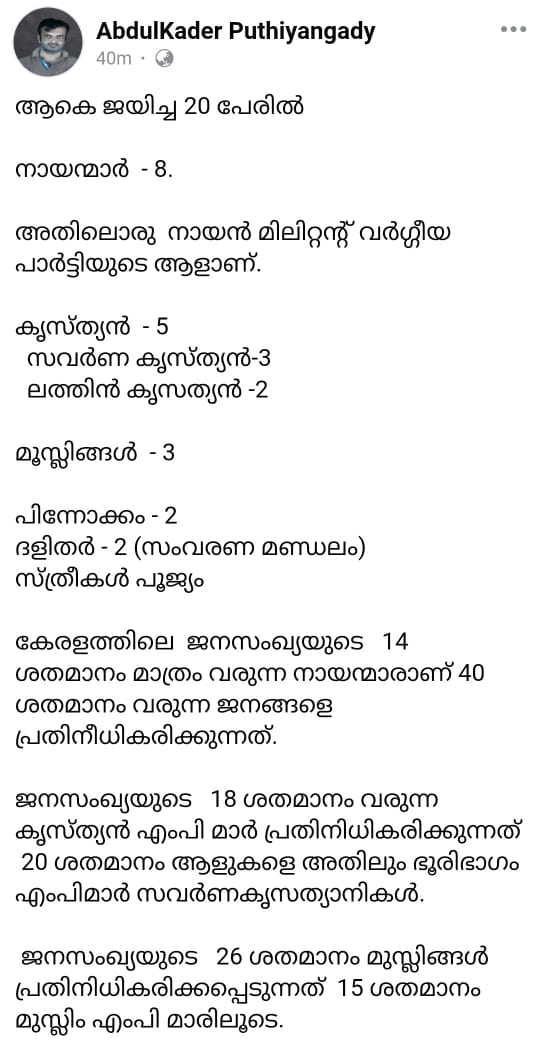 AbdulKader Puthiyangady
40m
ആകെ ജയിച്ച 20 പേരിൽ
നായന്മാർ - 8.
അതിലൊരു നായൻ മിലിറ്റന്റ് വർഗ്ഗീയ
പാർട്ടിയുടെ ആളാണ്.
കൃസ്ത്യൻ - 5
സവർണ കൃസ്ത്യൻ-3
ലത്തിൻ കൃസത്യൻ -2
മൂസ്ലിങ്ങൾ - 3
പിന്നോക്കം - 2
ദളിതർ - 2 (സംവരണ മണ്ഡലം)
സ്ത്രീകൾ പൂജ്യം
കേരളത്തിലെ ജനസംഖ്യയുടെ 14
ശതമാനം മാത്രം വരുന്ന നായന്മാരാണ് 40
ശതമാനം വരുന്ന ജനങ്ങളെ
പ്രതിനീധികരിക്കുന്നത്.
ജനസംഖ്യയുടെ 18 ശതമാനം വരുന്ന
കൃസ്ത്യൻ എംപി മാർ പ്രതിനിധികരിക്കുന്നത്
20 ശതമാനം ആളുകളെ അതിലും ഭൂരിഭാഗം
എംപിമാർ സവർണകൃസത്യാനികൾ.
ജനസംഖ്യയുടെ 26 ശതമാനം മുസ്ലിങ്ങൾ
പ്രതിനിധികരിക്കപ്പെടുന്നത് 15 ശതമാനം
മുസ്ലിം എംപി മാരിലൂടെ.